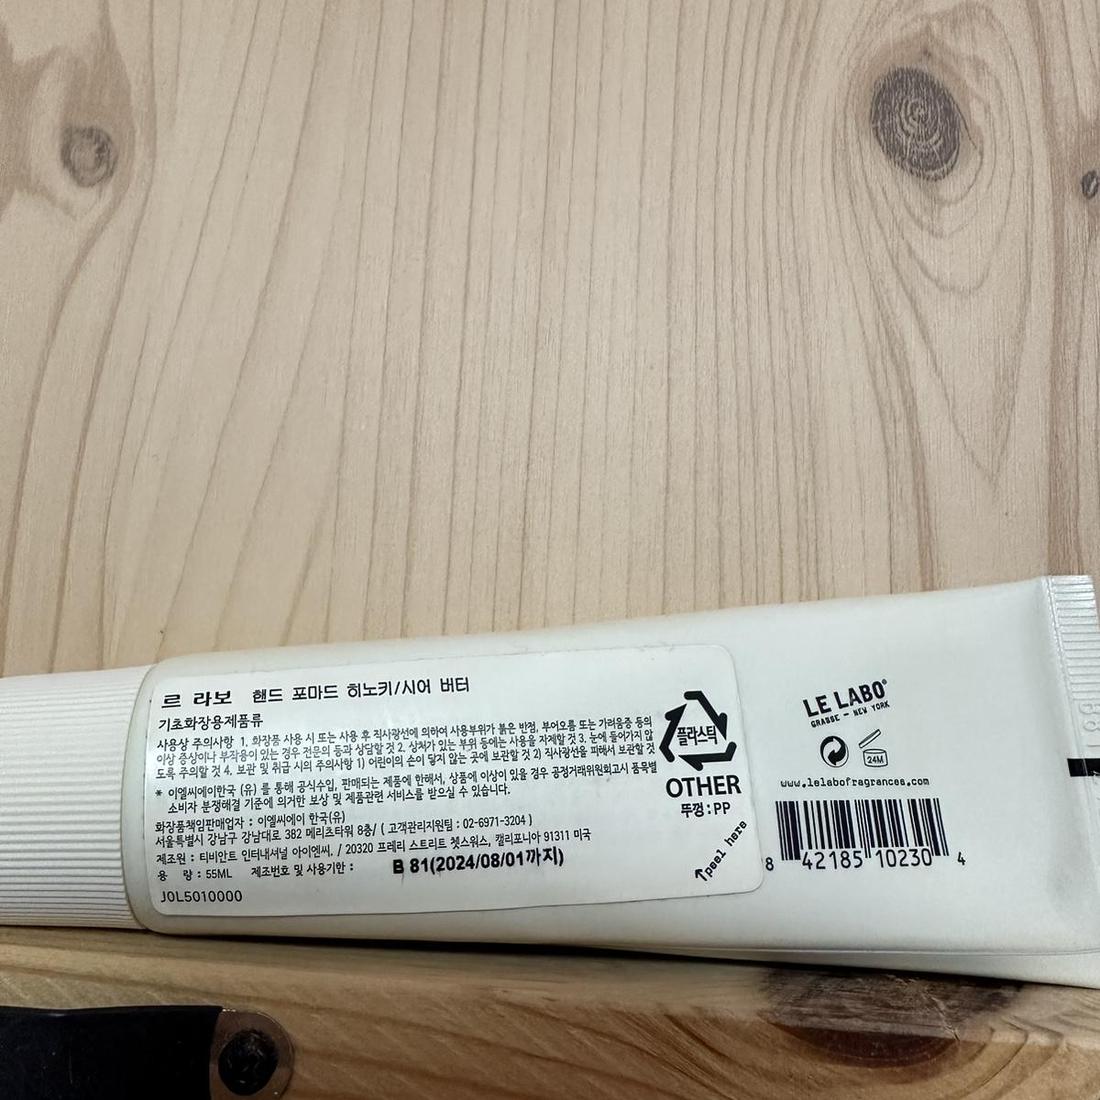 르 라보 핸드 포마드 히노키/시어 버터
기초화장용제품류
사용상 주의사항 1. 화장품 사용 시 또는 사용 후 직사광선에 의하여 사용부위가 붉은 반점, 부어오름 또는 가려움증 등의
이상 증상이나 부작용이 있는 경우 전문의 등과 상담할 것 2. 상처가 있는 부위 등에는 사용을 자제할 것 3. 눈에 들어가지 않
도록 주의할 것 4. 보관 및 취급 시의 주의사항 1) 어린이의 손이 닿지 않는 곳에 보관할 것 2) 직사광선을 피해서 보관할 것
* 이엘씨에이한국 (유) 를 통해 공식수입, 판매되는 제품에 한해서, 상품에 이상이 있을 경우 공정거래위원회고시 품목별
소비자 분쟁해결 기준에 의거한 보상 및 제품관련 서비스를 받으실 수 있습니다.
화장품책임판매업자 : 이엘씨에이 한국(유)
서울특별시 강남구 강남대로 382 메리츠타워 8층/ ( 고객관리지원팀 : 02-6971-3204 )
제조원 : 티비안트 인터내셔널 아이엔씨. / 20320 프레리 스트리트 쳇스워스, 캘리포니아 91311 미국
용 량 : 55ML 제조번호 및 사용기한 : B 81(2024/08/01까지)
J0L5010000
플라스틱
OTHER
뚜껑:PP
peel here
LE LABO®
GRASSE – NEW YORK
24M
www.lelabofragrances.com
8 42185 10230 4